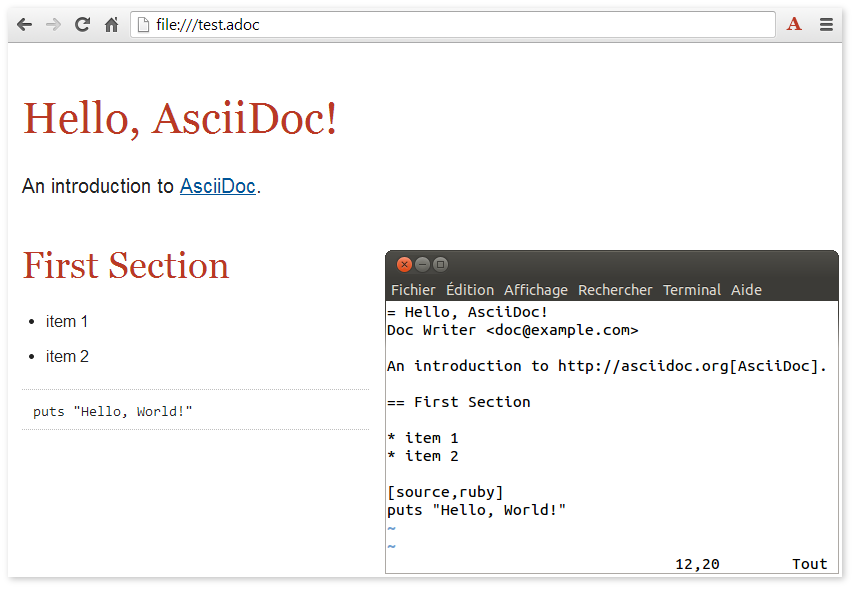 file:///test.adoc
A
Hello, AsciiDoc!
An introduction to AsciiDoc.
First Section
• item 1
• item 2
puts "Hello, World!"
Fichier Édition Affichage Rechercher Terminal Aide
= Hello, AsciiDoc!
Doc Writer <doc@example.com>
An introduction to http://asciidoc.org[AsciiDoc].
== First Section
* item 1
* item 2
[source,ruby]
puts "Hello, World!"
~
~
12,20 Tout